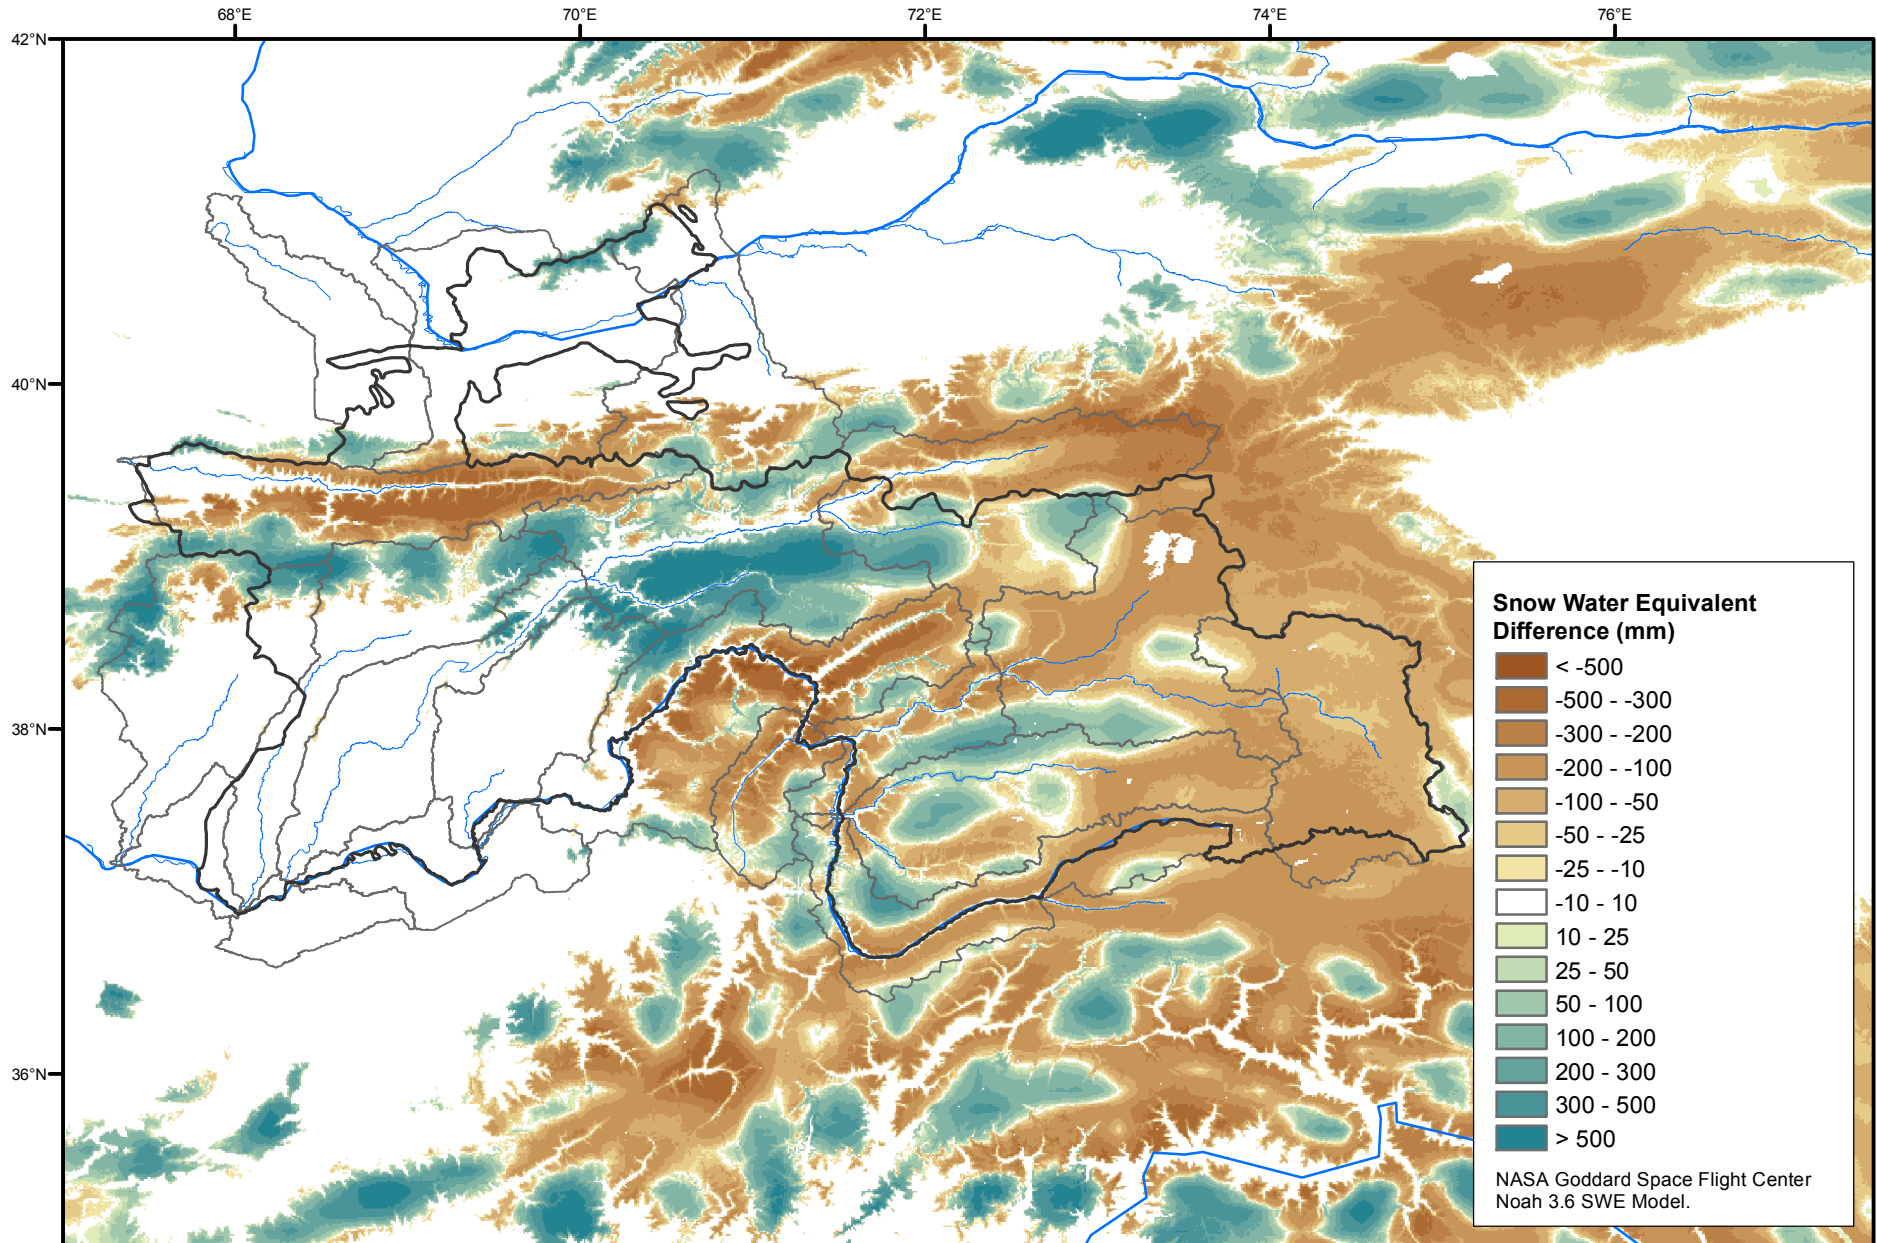 68°E 70°E 72°E 74°E 76°E
42°N
40°N
38°N
36°N
Snow Water Equivalent
Difference (mm)
< -500
-500 - -300
-300 - -200
-200 - -100
-100 - -50
-50 - -25
-25 - -10
-10 - 10
10 - 25
25 - 50
50 - 100
100 - 200
200 - 300
300 - 500
> 500
NASA Goddard Space Flight Center
Noah 3.6 SWE Model.